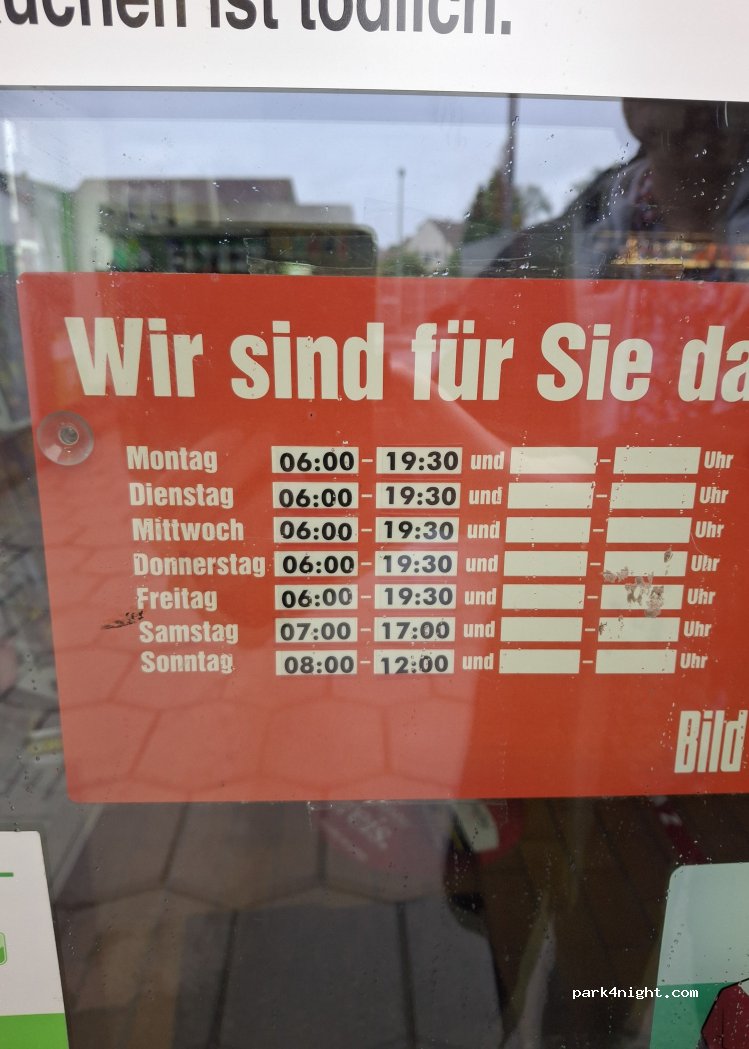 ist tödlich.
Wir sind für Sie da
Montag 06:00 – 19:30 und – Uhr
Dienstag 06:00 – 19:30 und – Uhr
Mittwoch 06:00 – 19:30 und – Uhr
Donnerstag 06:00 – 19:30 und – Uhr
Freitag 06:00 – 19:30 und – Uhr
Samstag 07:00 – 17:00 und – Uhr
Sonntag 08:00 – 12:00 und – Uhr
Bild
park4night.com